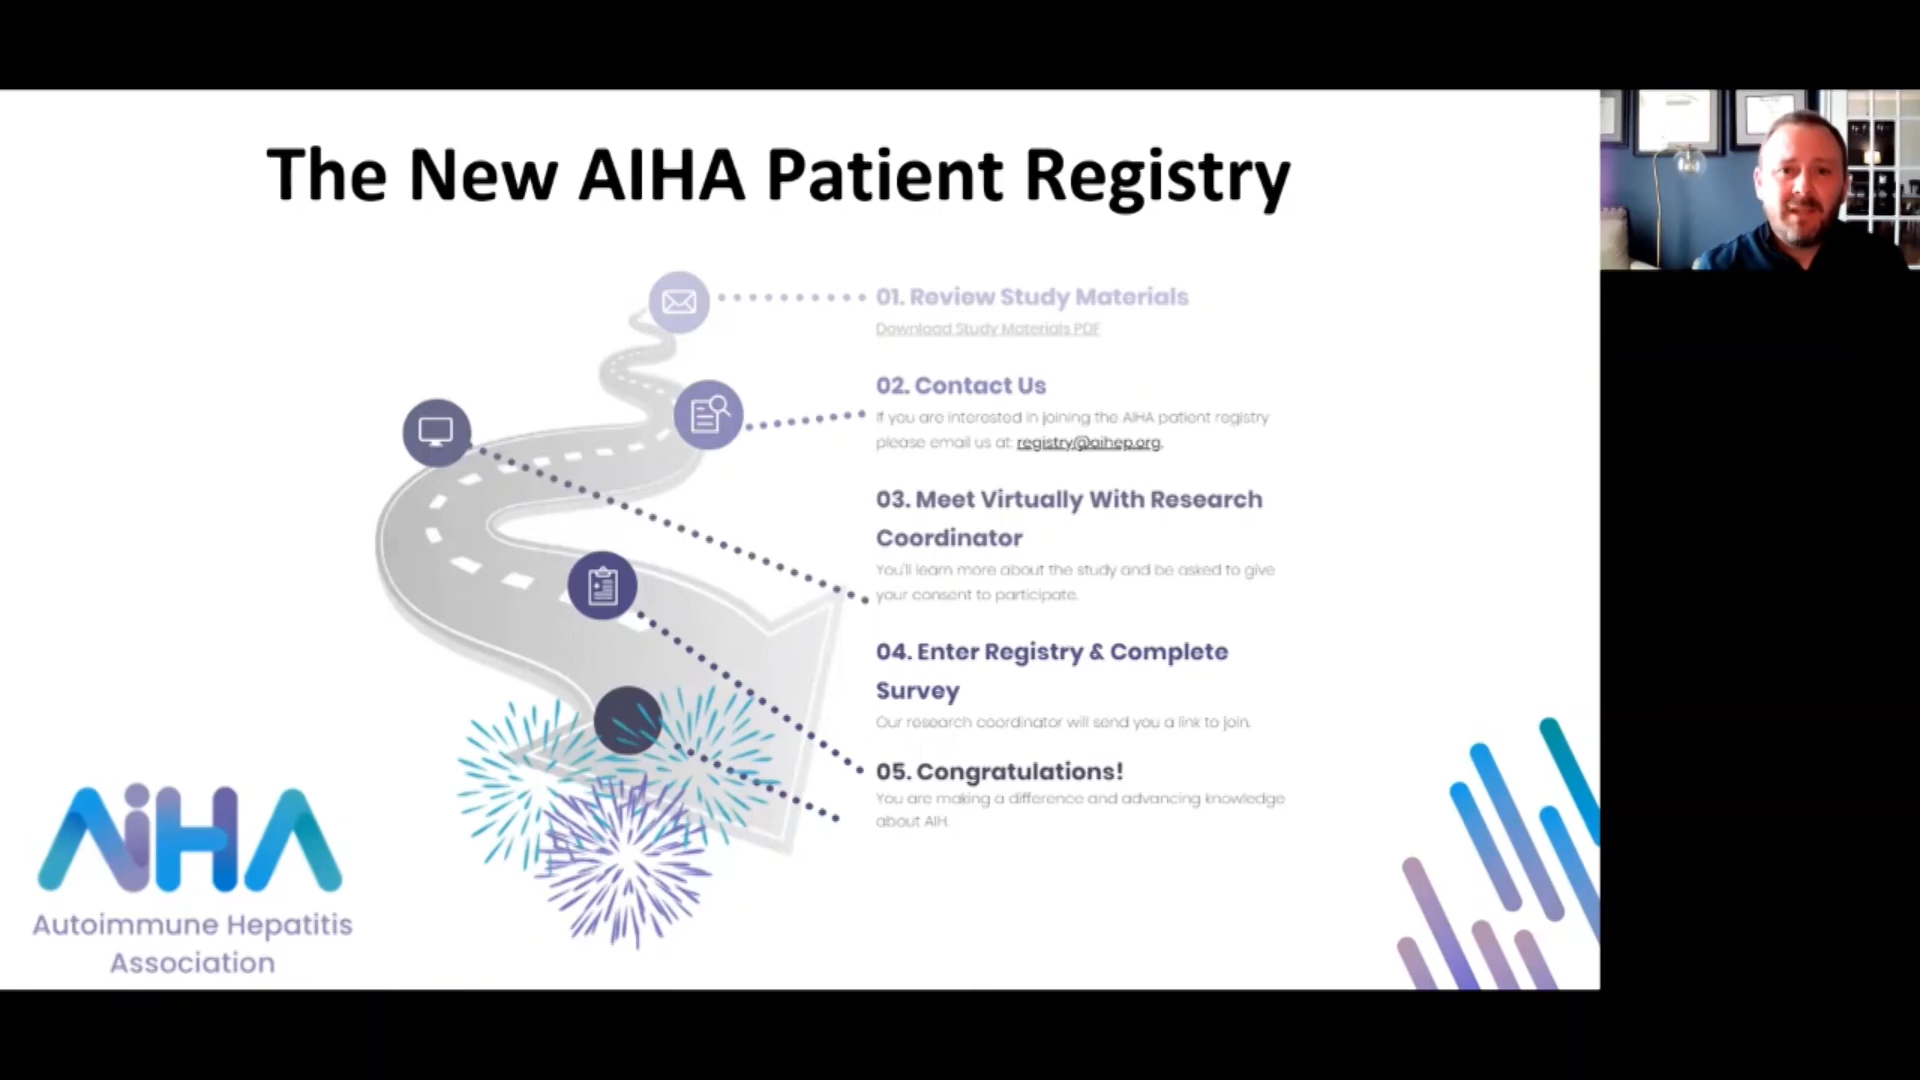 The New AIHA Patient Registry
01. Review Study Materials
Download Study Materials PDF
02. Contact Us
If you are interested in joining the AIHA patient registry
please email us at: registry@aihep.org.
03. Meet Virtually With Research
Coordinator
You'll learn more about the study and be asked to give
your consent to participate.
04. Enter Registry & Complete
Survey
Our research coordinator will send you a link to join.
05. Congratulations!
You are making a difference and advancing knowledge
about AIH.
AiHA
Autoimmune Hepatitis
Association